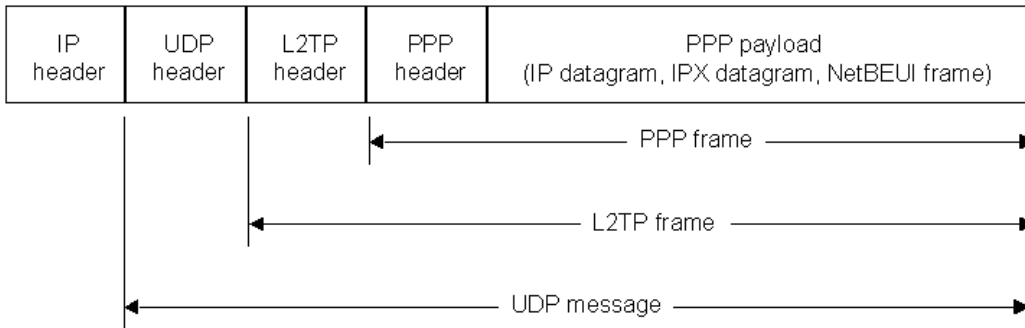 IP
header
UDP
header
L2TP
header
PPP
header
PPP payload
(IP datagram, IPX datagram, NetBEUI frame)
PPP frame
L2TP frame
UDP message